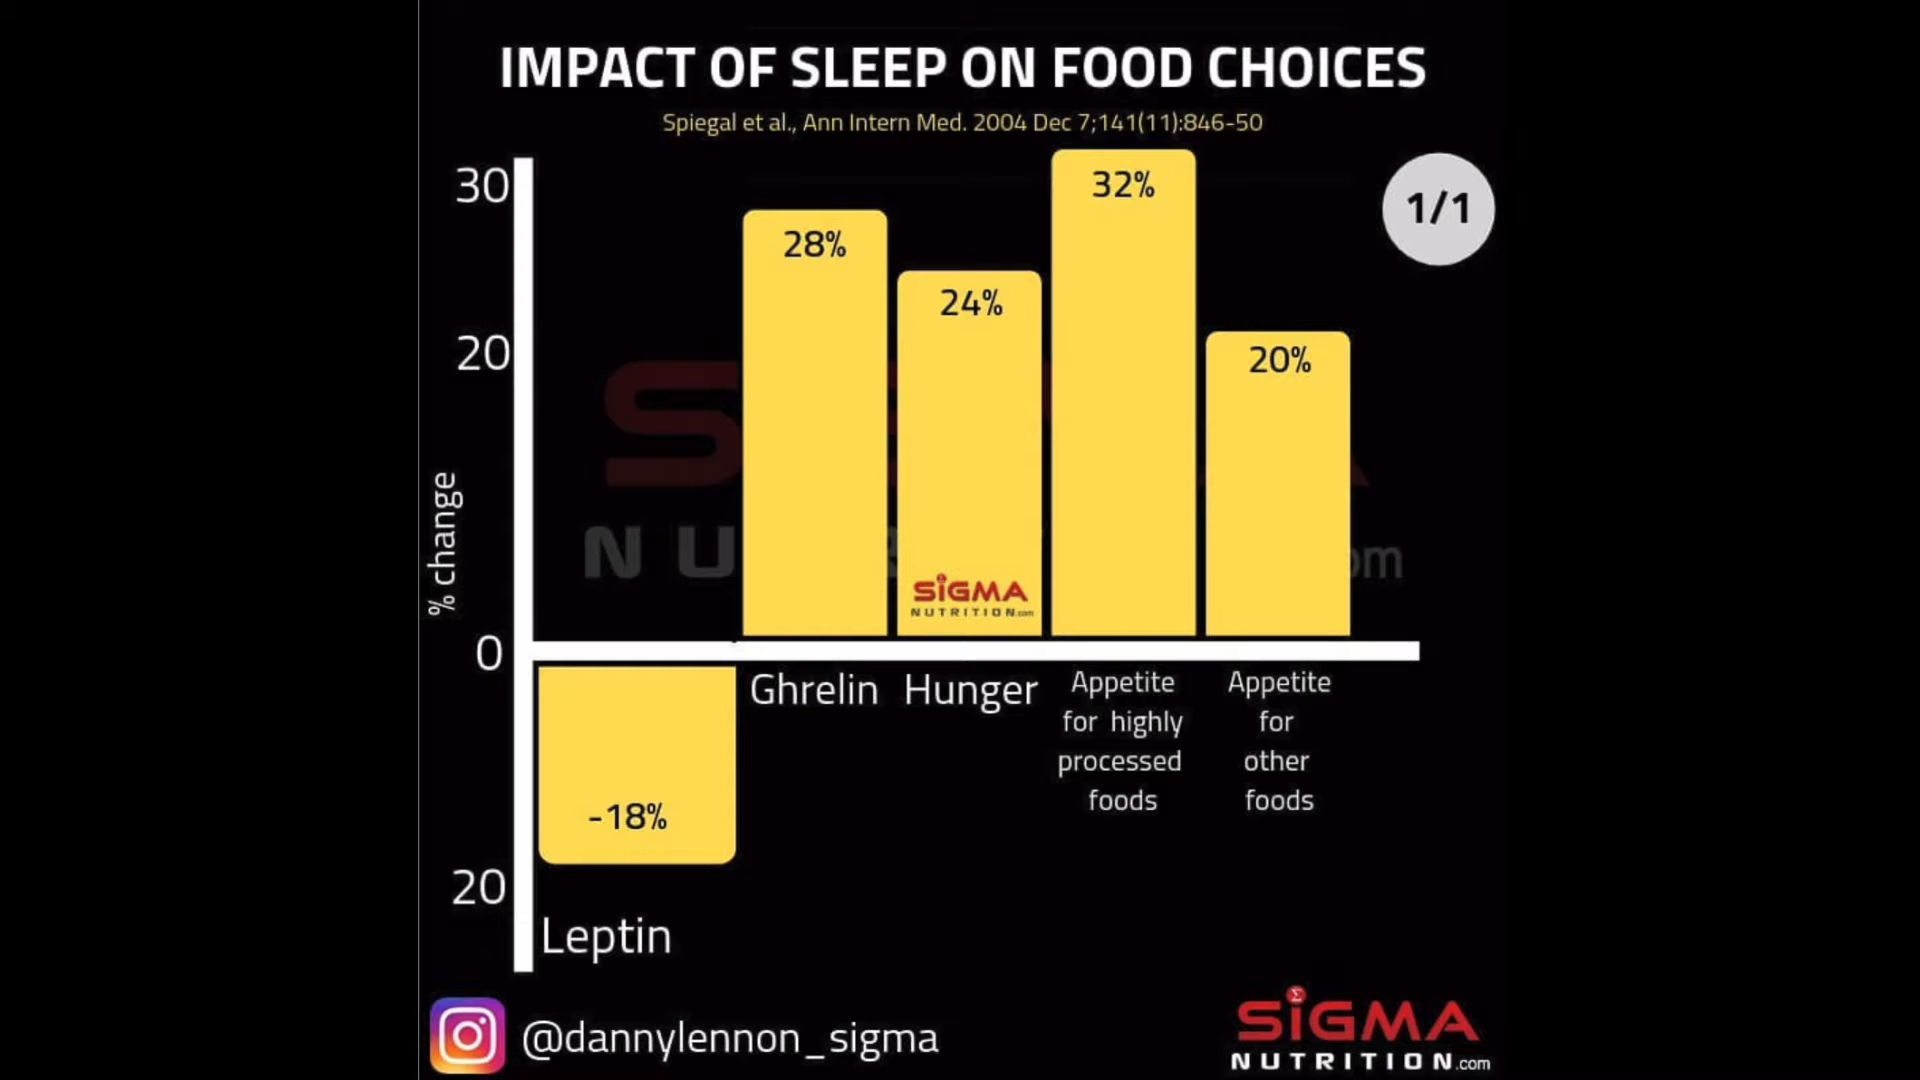 IMPACT OF SLEEP ON FOOD CHOICES
Spiegal et al., Ann Intern Med. 2004 Dec 7;141(11):846-50
1/1
30
20
% change
0
20
28%
24%
32%
20%
-18%
SiGMA
NUTRITION.com
Ghrelin
Hunger
Appetite
for highly
processed
foods
Appetite
for
other
foods
Leptin
@dannylennon_sigma
SiGMA
NUTRITION.com